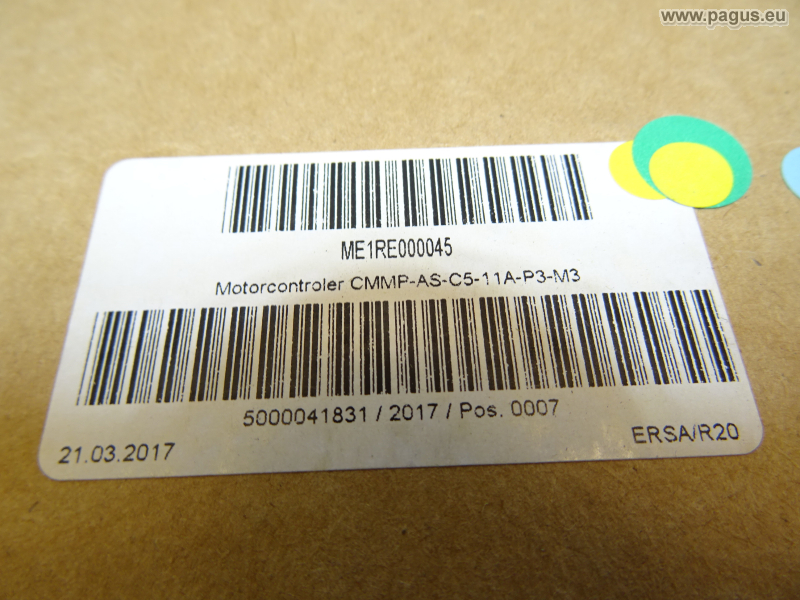 www.pagus.eu
ME1RE000045
Motorcontroler CMMP-AS-C5-11A-P3-M3
5000041831 / 2017 / Pos. 0007
21.03.2017
ERSA/R20